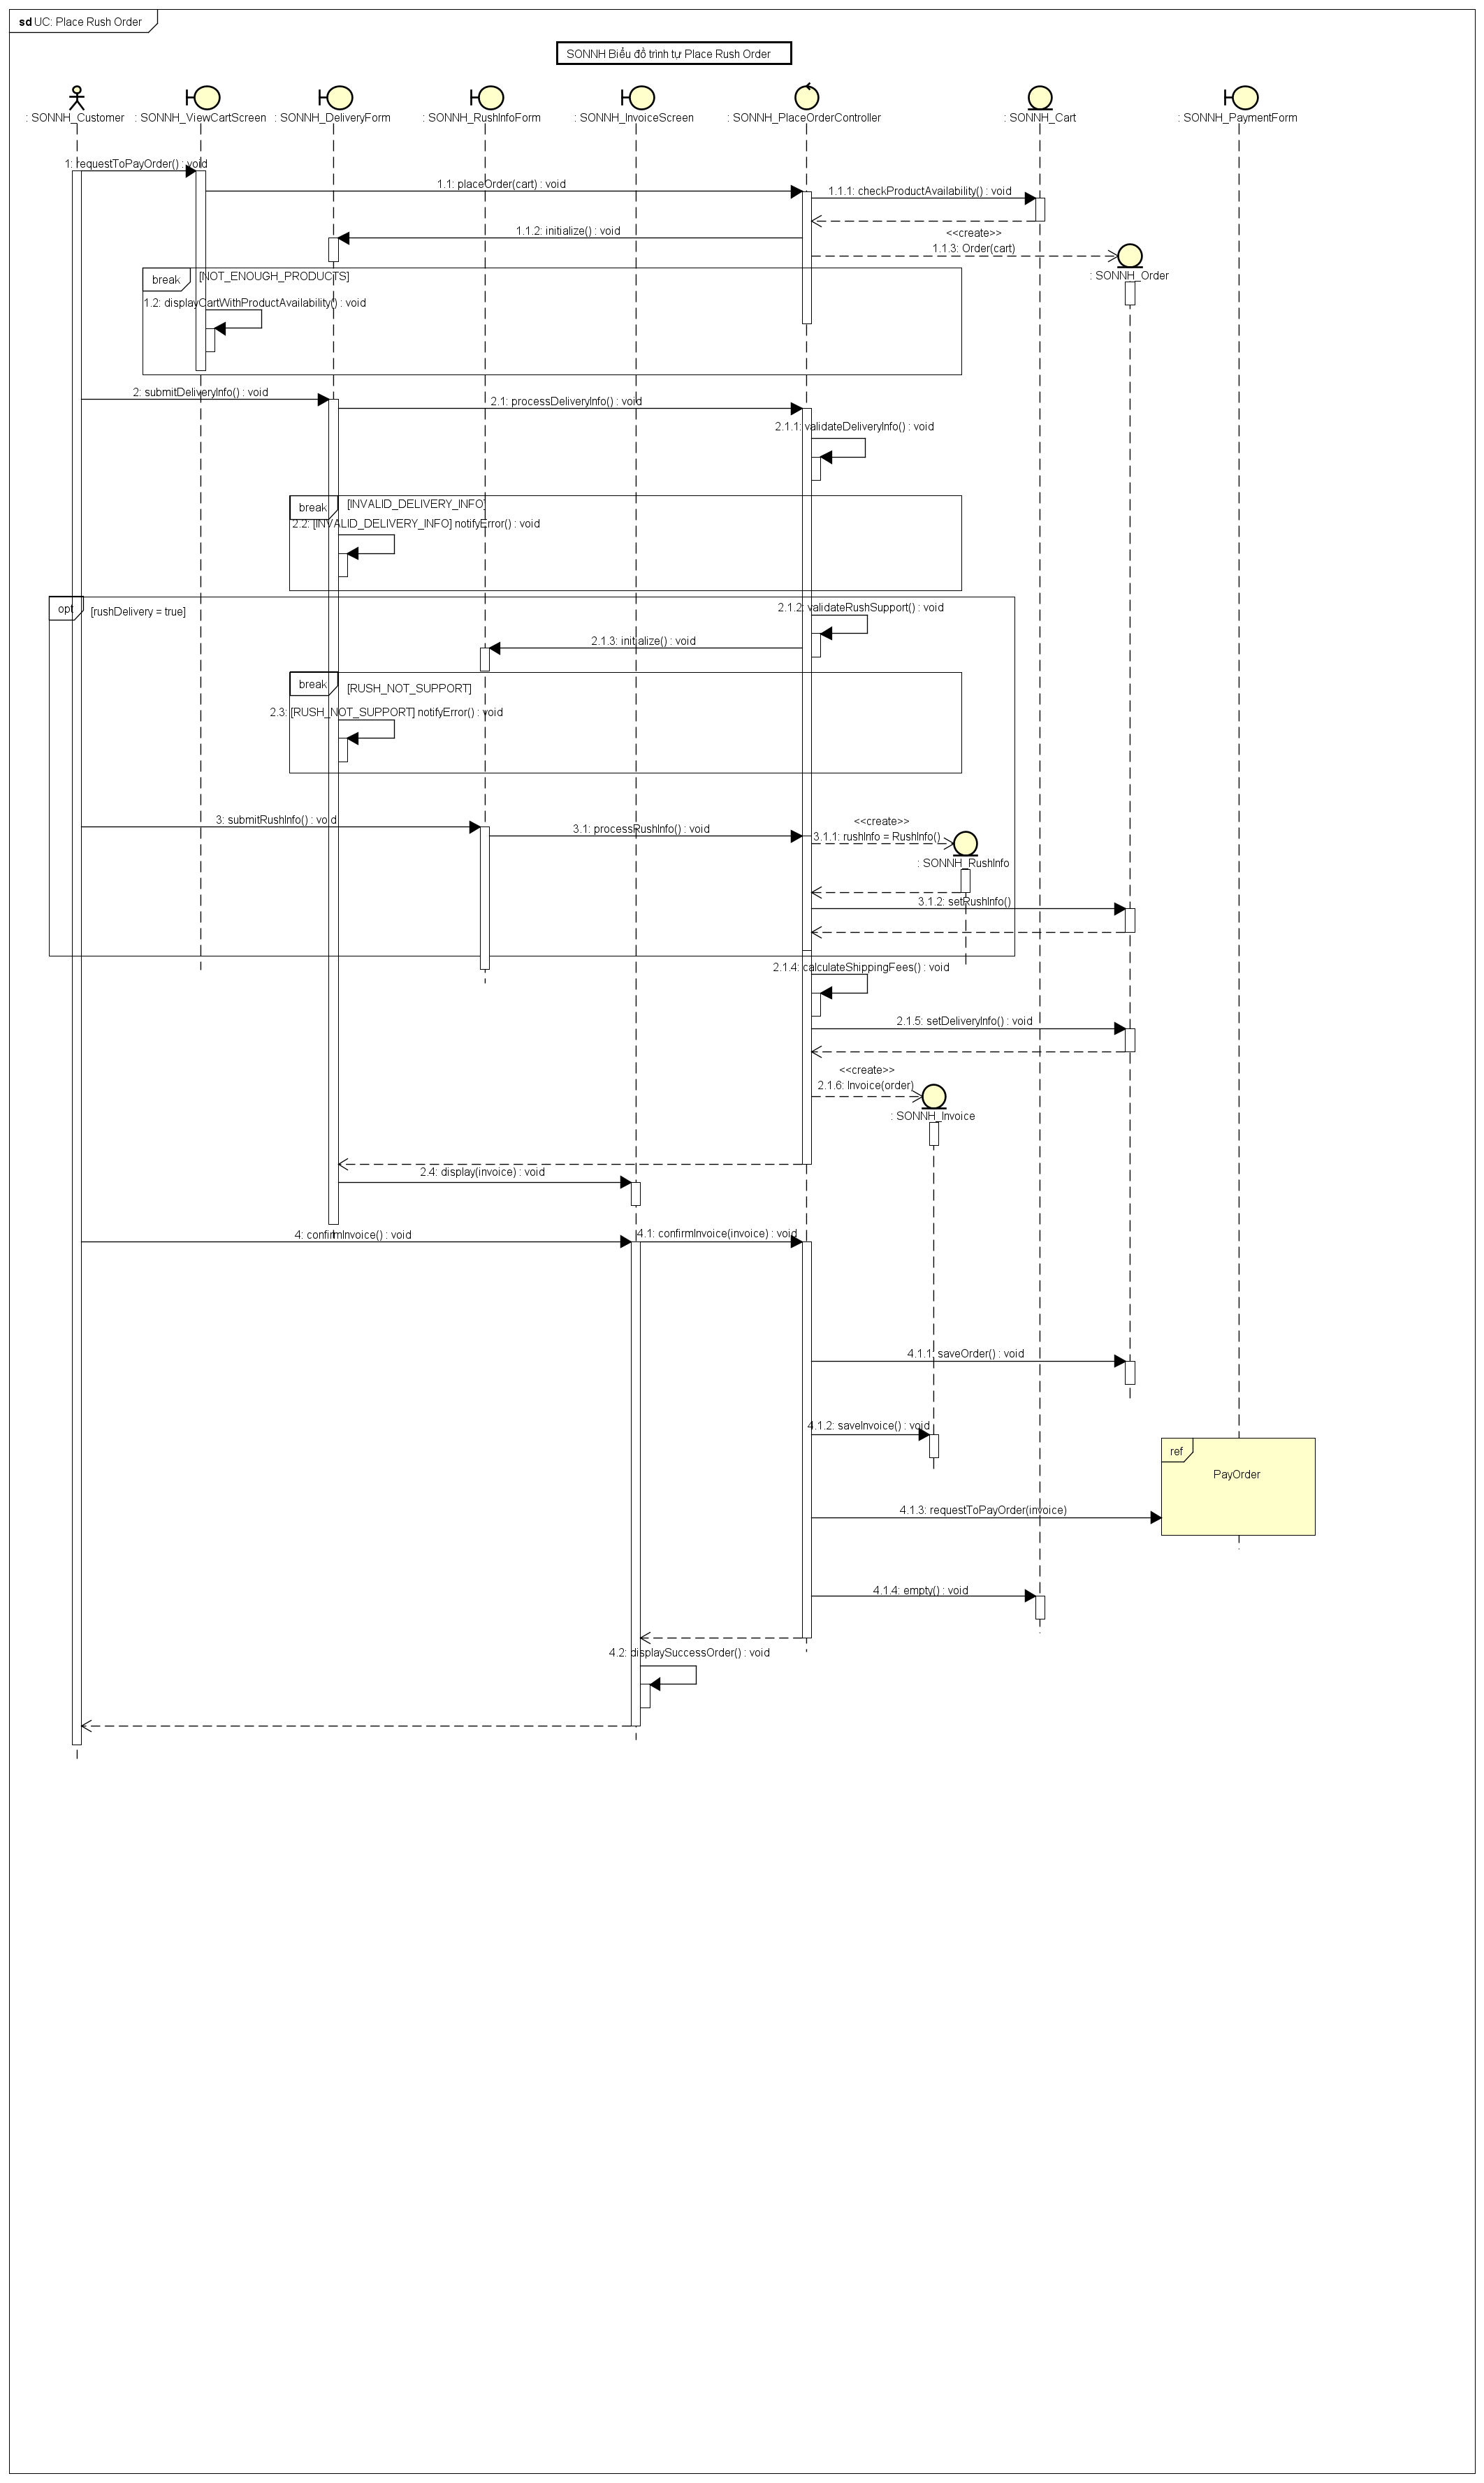 sd UC: Place Rush Order
SONNH Biểu đồ trình tự Place Rush Order
: SONNH_Customer
: SONNH_ViewCartScreen
: SONNH_DeliveryForm
: SONNH_RushInfoForm
: SONNH_InvoiceScreen
: SONNH_PlaceOrderController
: SONNH_Cart
: SONNH_PaymentForm
1: requestToPayOrder() : void
1.1: placeOrder(cart) : void
1.1.1: checkProductAvailability() : void
1.1.2: initialize() : void
<<create>>
1.1.3: Order(cart)
: SONNH_Order
break
[NOT_ENOUGH_PRODUCTS]
1.2: displayCartWithProductAvailability() : void
2: submitDeliveryInfo() : void
2.1: processDeliveryInfo() : void
2.1.1: validateDeliveryInfo() : void
break
[INVALID_DELIVERY_INFO]
2.2: [INVALID_DELIVERY_INFO] notifyError() : void
opt
[rushDelivery = true]
2.1.2: validateRushSupport() : void
2.1.3: initialize() : void
break
[RUSH_NOT_SUPPORT]
2.3: [RUSH_NOT_SUPPORT] notifyError() : void
3: submitRushInfo() : void
3.1: processRushInfo() : void
<<create>>
3.1.1: rushInfo = RushInfo()
: SONNH_RushInfo
3.1.2: setRushInfo()
2.1.4: calculateShippingFees() : void
2.1.5: setDeliveryInfo() : void
<<create>>
2.1.6: Invoice(order)
: SONNH_Invoice
2.4: display(invoice) : void
4: confirmInvoice() : void
4.1: confirmInvoice(invoice) : void
4.1.1: saveOrder() : void
4.1.2: saveInvoice() : void
ref
PayOrder
4.1.3: requestToPayOrder(invoice)
4.1.4: empty() : void
4.2: displaySuccessOrder() : void